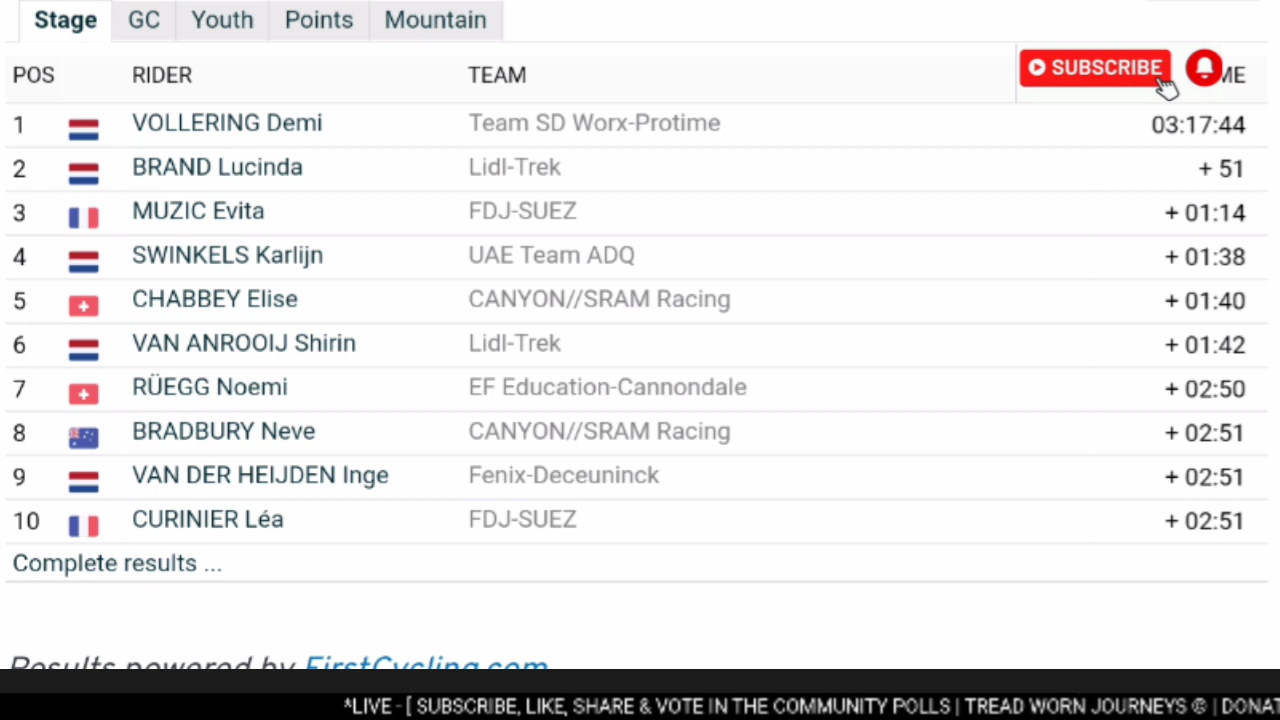 Stage GC Youth Points Mountain
POS RIDER TEAM SUBSCRIBE ME
1 VOLLERING Demi Team SD Worx-Protime 03:17:44
2 BRAND Lucinda Lidl-Trek + 51
3 MUZIC Evita FDJ-SUEZ + 01:14
4 SWINKELS Karlijn UAE Team ADQ + 01:38
5 CHABBEY Elise CANYON//SRAM Racing + 01:40
6 VAN ANROOIJ Shirin Lidl-Trek + 01:42
7 RÜEGG Noemi EF Education-Cannondale + 02:50
8 BRADBURY Neve CANYON//SRAM Racing + 02:51
9 VAN DER HEIJDEN Inge Fenix-Deceuninck + 02:51
10 CURINIER Léa FDJ-SUEZ + 02:51
Complete results ...
Results powered by FirstCycling.com
*LIVE - [ SUBSCRIBE, LIKE, SHARE & VOTE IN THE COMMUNITY POLLS | TREAD WORN JOURNEYS ® | DONAT